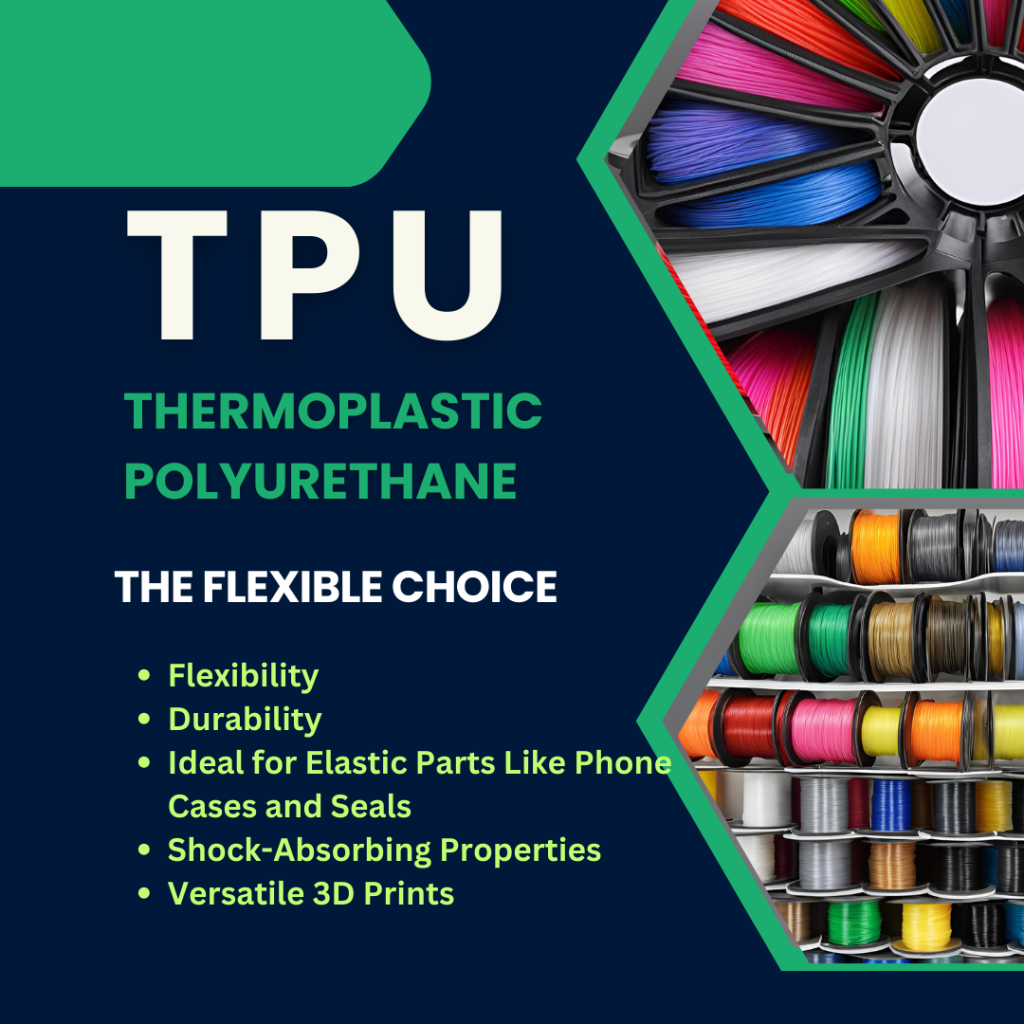 TPU
THERMOPLASTIC
POLYURETHANE
THE FLEXIBLE CHOICE
• Flexibility
• Durability
• Ideal for Elastic Parts Like Phone
Cases and Seals
• Shock-Absorbing Properties
• Versatile 3D Prints